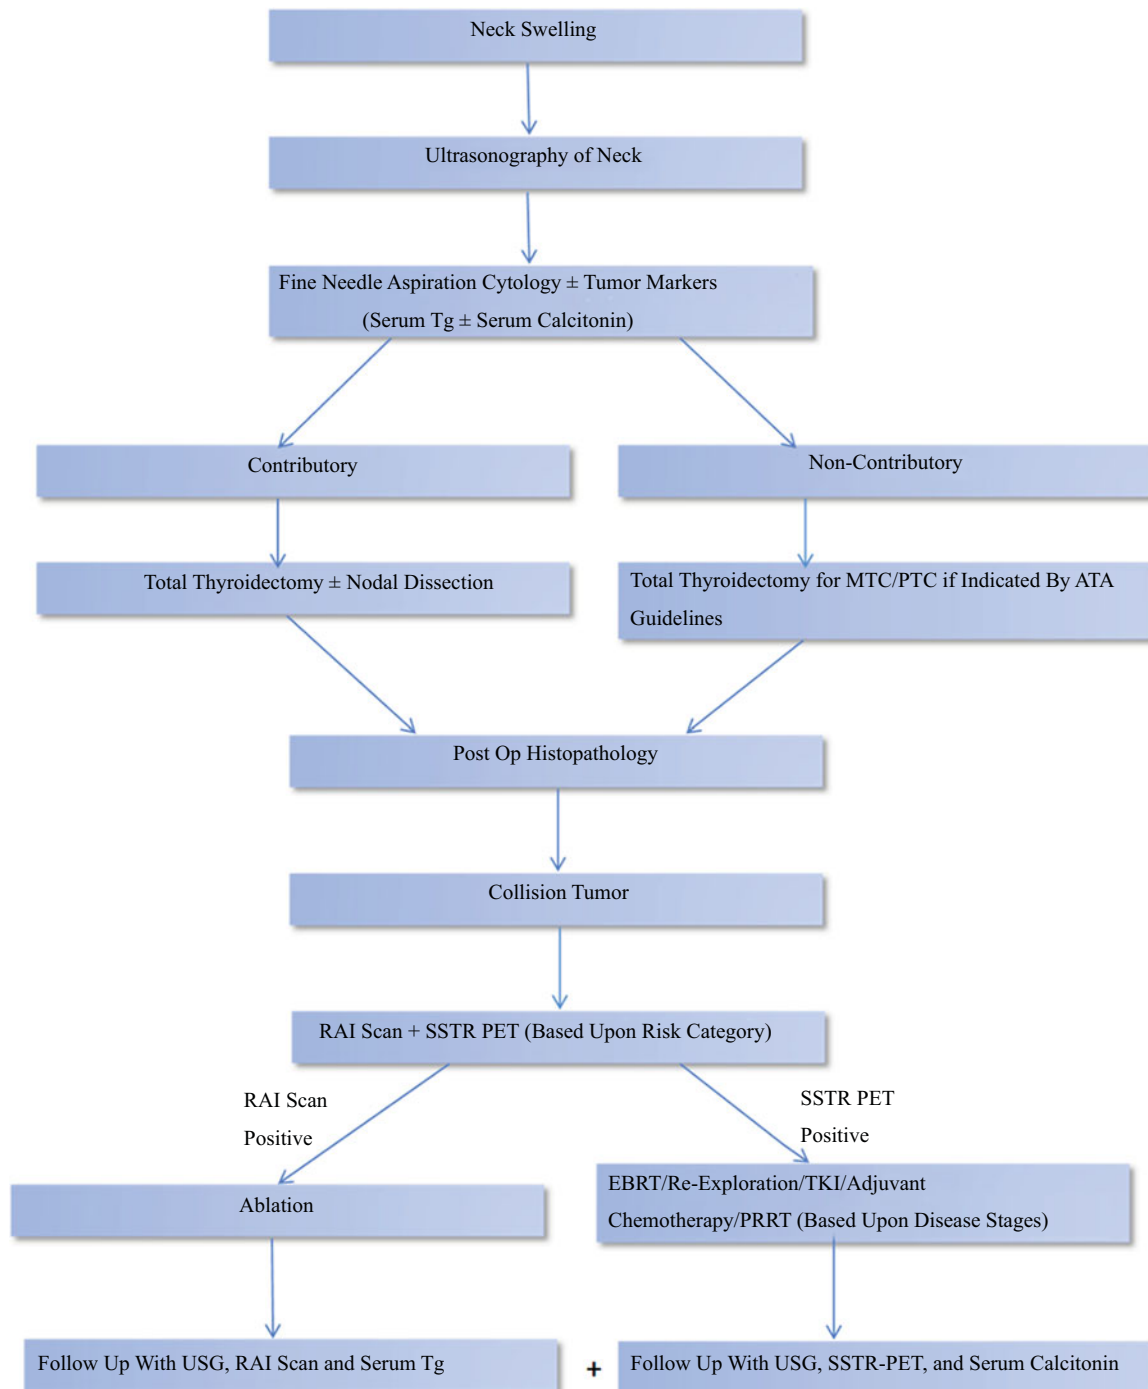 Neck Swelling
Ultrasonography of Neck
Fine Needle Aspiration Cytology ± Tumor Markers
(Serum Tg ± Serum Calcitonin)
Contributory
Non-Contributory
Total Thyroidectomy ± Nodal Dissection
Total Thyroidectomy for MTC/PTC if Indicated By ATA
Guidelines
Post Op Histopathology
Collision Tumor
RAI Scan + SSTR PET (Based Upon Risk Category)
RAI Scan
Positive
SSTR PET
Positive
Ablation
EBRT/Re-Exploration/TKI/Adjuvant
Chemotherapy/PRRT (Based Upon Disease Stages)
Follow Up With USG, RAI Scan and Serum Tg
+
Follow Up With USG, SSTR-PET, and Serum Calcitonin